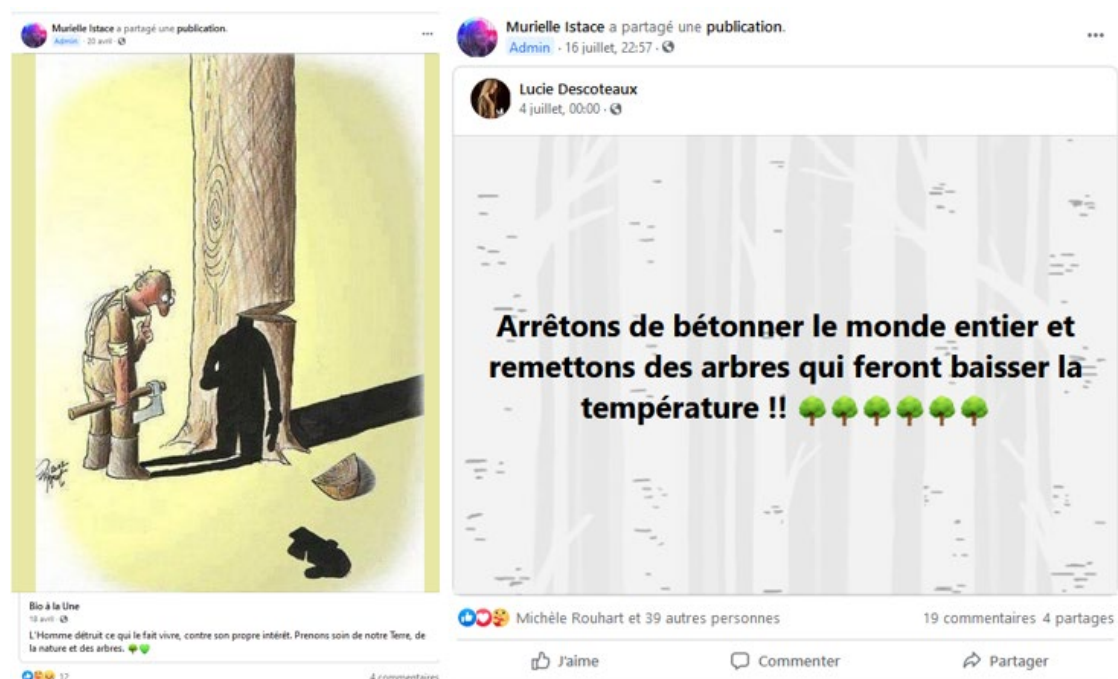 Murielle Istace a partagé une publication.
Admin · 20 avril ·
Bio à la Une
18 avril ·
L'Homme détruit ce qui le fait vivre, contre son propre intérêt. Prenons soin de notre Terre, de
la nature et des arbres. 🌳💚
12
4 commentaires
Murielle Istace a partagé une publication.
Admin · 16 juillet, 22:57 ·
Lucie Descoteaux
4 juillet, 00:00 ·
Arrêtons de bétonner le monde entier et
remettons des arbres qui feront baisser la
température !! 🌳🌳🌳🌳🌳🌳
Michéle Rouhart et 39 autres personnes
19 commentaires 4 partages
J'aime
Commenter
Partager